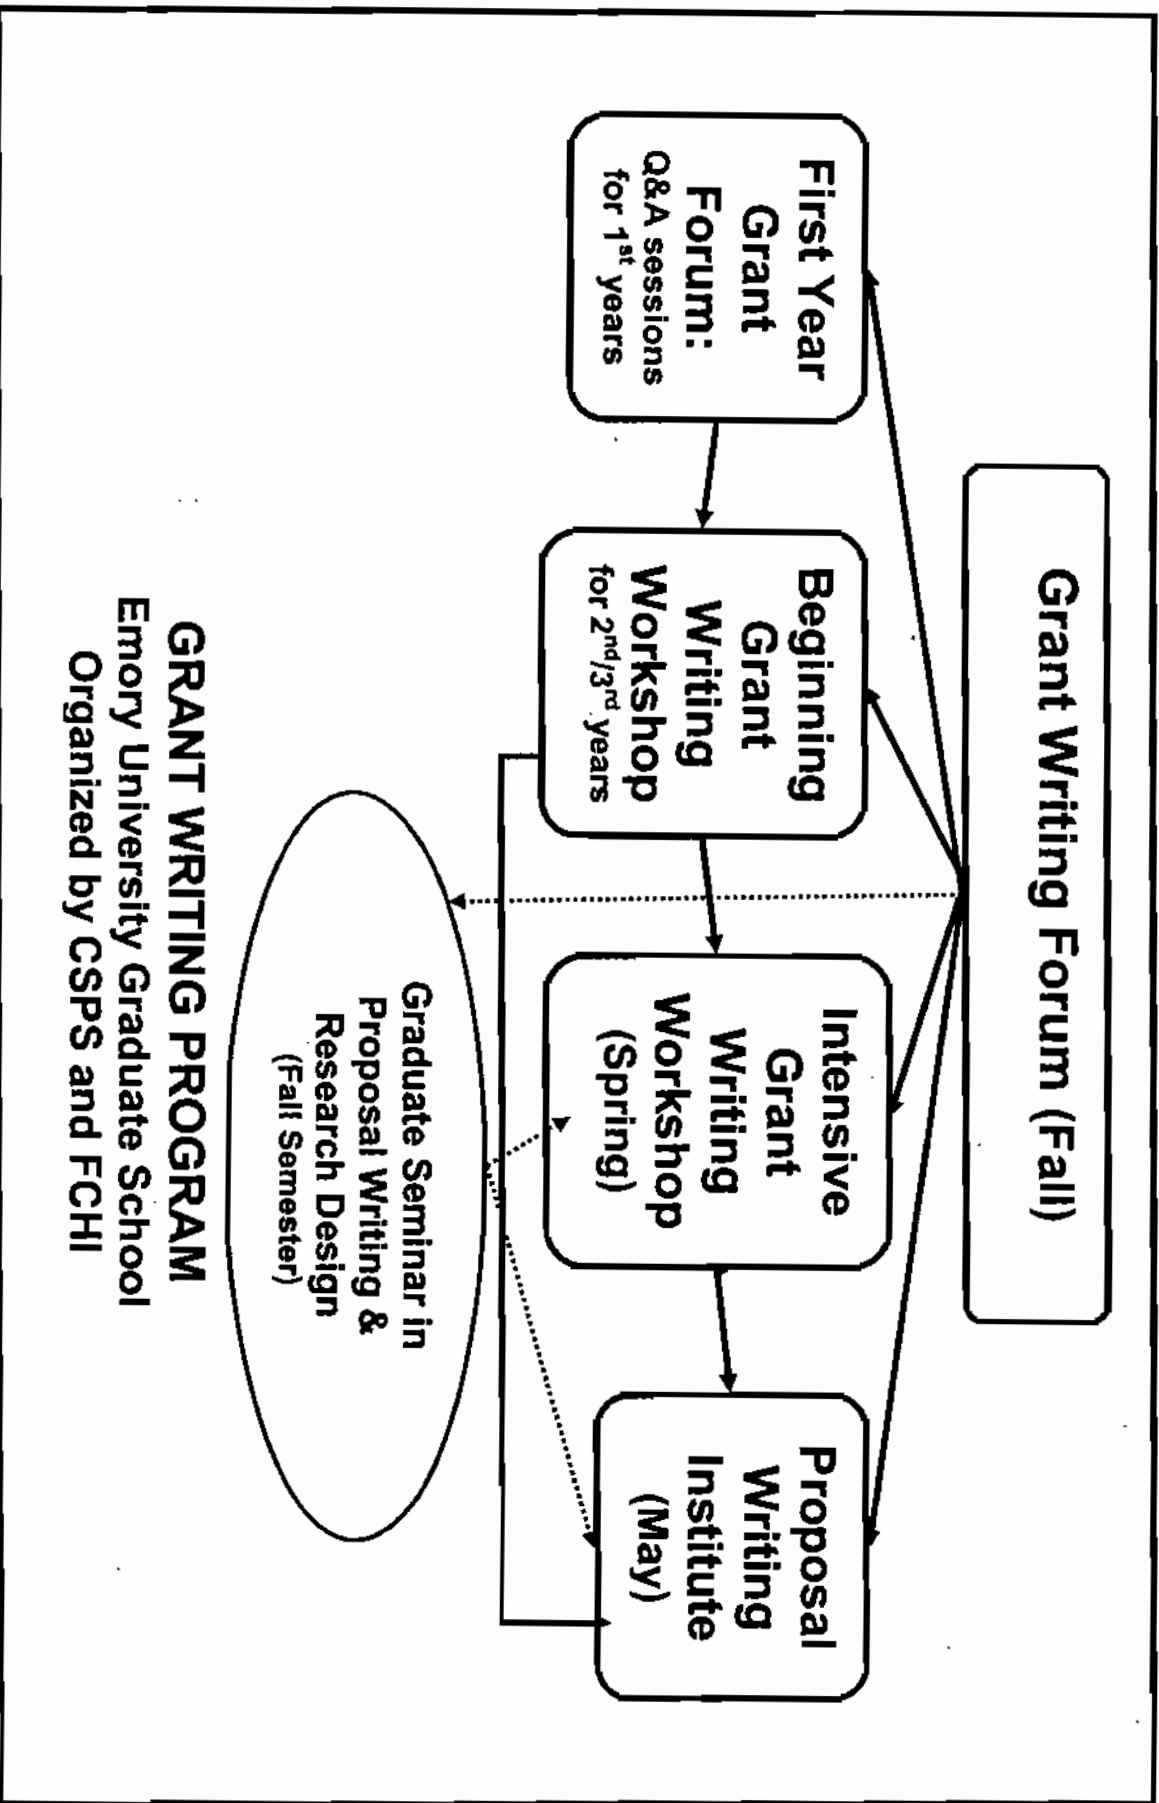 Grant Writing Forum (Fall)
First Year
Grant
Forum:
Q&A sessions
for 1st years
Beginning
Grant
Writing
Workshop
for 2nd/3rd years
Intensive
Grant
Writing
Workshop
(Spring)
Proposal
Writing
Institute
(May)
Graduate Seminar in
Proposal Writing &
Research Design
(Fall Semester)
GRANT WRITING PROGRAM
Emory University Graduate School
Organized by CSPS and FCHI